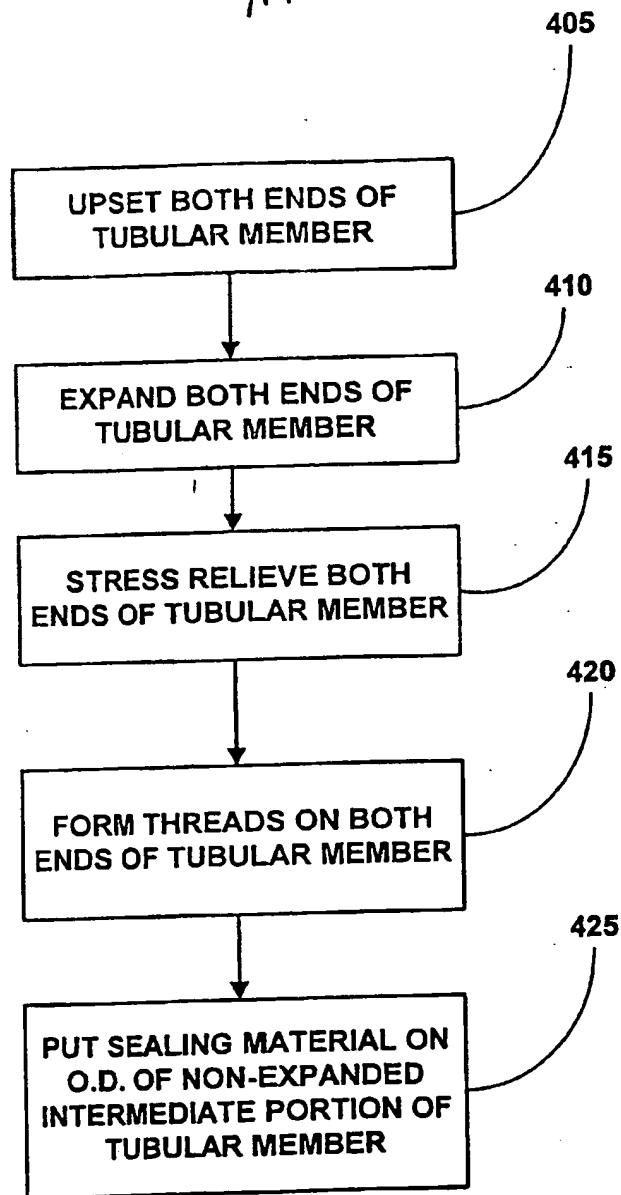 405
UPSET BOTH ENDS OF
TUBULAR MEMBER
410
EXPAND BOTH ENDS OF
TUBULAR MEMBER
415
STRESS RELIEVE BOTH
ENDS OF TUBULAR MEMBER
420
FORM THREADS ON BOTH
ENDS OF TUBULAR MEMBER
425
PUT SEALING MATERIAL ON
O.D. OF NON-EXPANDED
INTERMEDIATE PORTION OF
TUBULAR MEMBER